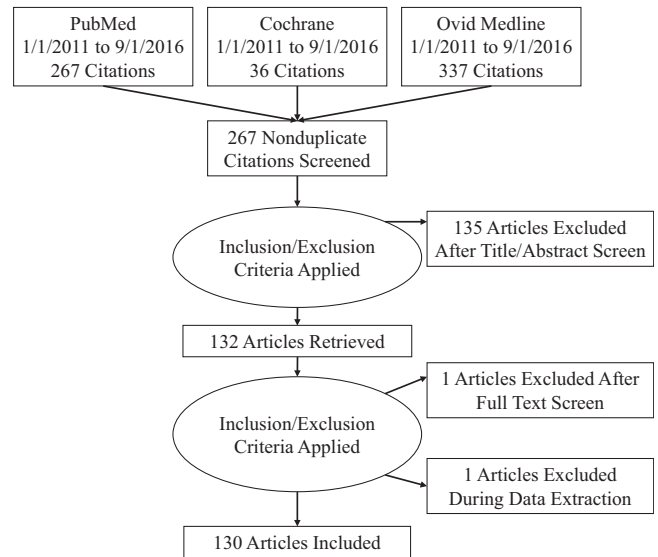 PubMed
1/1/2011 to 9/1/2016
267 Citations
Cochrane
1/1/2011 to 9/1/2016
36 Citations
Ovid Medline
1/1/2011 to 9/1/2016
337 Citations
267 Nonduplicate
Citations Screened
Inclusion/Exclusion
Criteria Applied
135 Articles Excluded
After Title/Abstract Screen
132 Articles Retrieved
Inclusion/Exclusion
Criteria Applied
1 Articles Excluded After
Full Text Screen
1 Articles Excluded
During Data Extraction
130 Articles Included